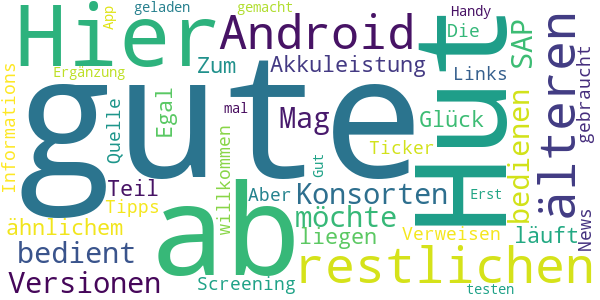 geladen
gemacht
Handy
App
Hier
Android
Hut
Die
SAP
älteren
Ergänzung
Zum
Akkuleistung
Links
Informations
gute
Quelle
Egal
mal
Mag
Glück
gebraucht
willkommen
Gut
Ticker
bedienen
Teil
ab
Aber
Konsorten
Erst
Tipps
möchte
ähnlichem
liegen
Verweisen
läuft
News
bedient
restlichen
Versionen
Screening
testen